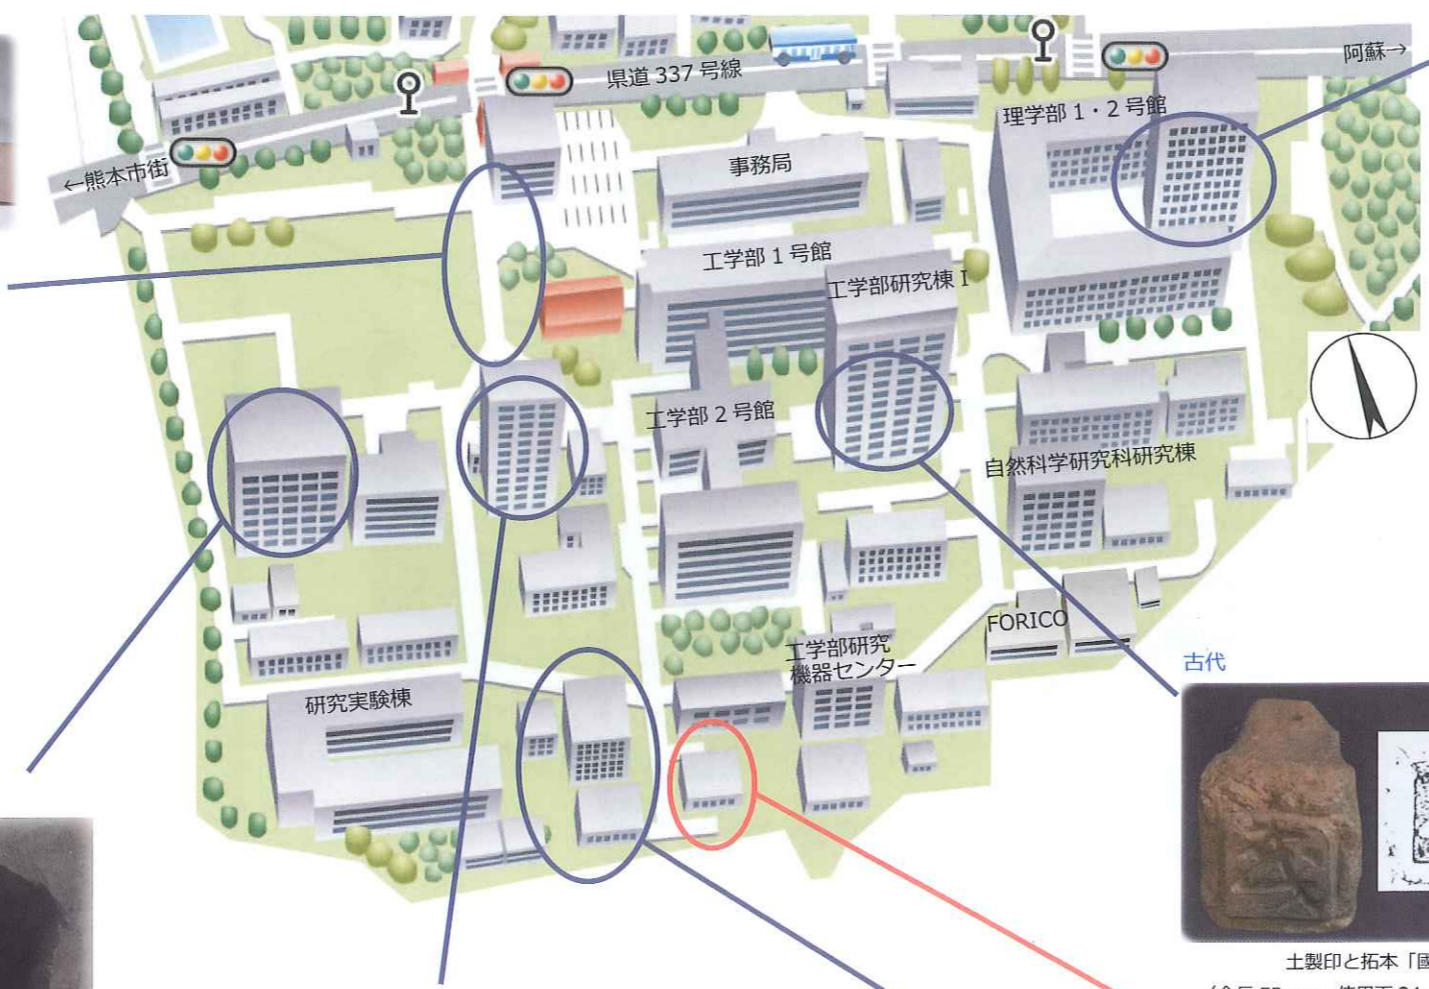 県道 337 号線
阿蘇→
理学部 1・2 号館
←熊本市街
事務局
工学部 1 号館
工学部研究棟 I
工学部 2 号館
自然科学研究科研究棟
FORICO
工学部研究
機器センター
古代
研究実験棟
土製印と拓本「國